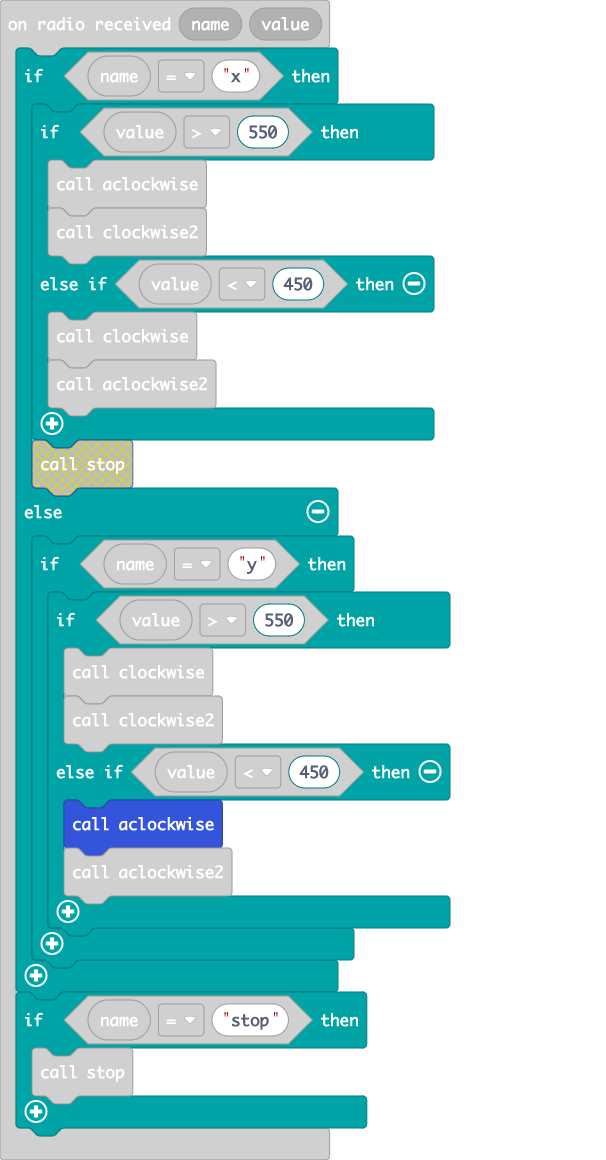 on radio received name value
if name = "x" then
if value > 550 then
call aclockwise
call clockwise2
else if value < 450 then
call clockwise
call aclockwise2
call stop
else
if name = "y" then
if value > 550 then
call clockwise
call clockwise2
else if value < 450 then
call aclockwise
call aclockwise2
if name = "stop" then
call stop